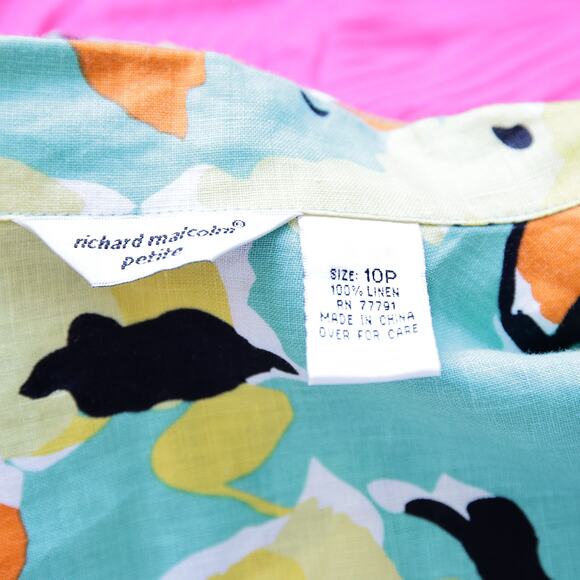 richard malcolm©
petite
SIZE: 10P
100% LINEN
RN 77791
MADE IN CHINA
OVER FOR CARE